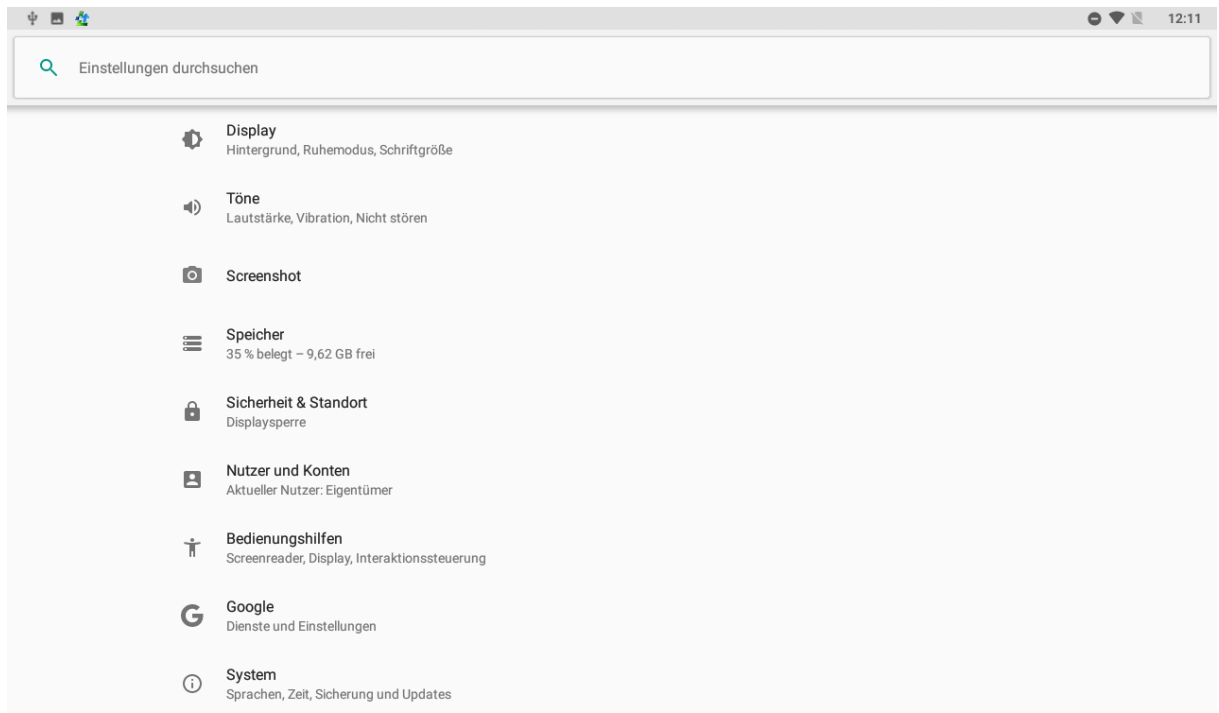 12:11
Einstellungen durchsuchen
Display
Hintergrund, Ruhemodus, Schriftgröße
Töne
Lautstärke, Vibration, Nicht stören
Screenshot
Speicher
35 % belegt – 9,62 GB frei
Sicherheit & Standort
Displaysperre
Nutzer und Konten
Aktueller Nutzer: Eigentümer
Bedienungshilfen
Screenreader, Display, Interaktionssteuerung
Google
Dienste und Einstellungen
System
Sprachen, Zeit, Sicherung und Updates